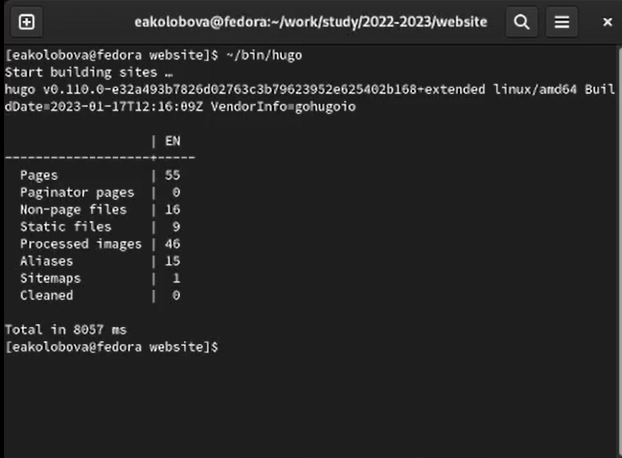 eakolobova@fedora:~/work/study/2022-2023/website
[eakolobova@fedora website]$ ~/bin/hugo
Start building sites …
hugo v0.110.0-e32a493b7826d02763c3b79623952e625402b168+extended linux/amd64 Buil
dDate=2023-01-17T12:16:09Z VendorInfo=gohugoio
| EN
-------------------+-----
Pages | 55
Paginator pages | 0
Non-page files | 16
Static files | 9
Processed images | 46
Aliases | 15
Sitemaps | 1
Cleaned | 0
Total in 8057 ms
[eakolobova@fedora website]$